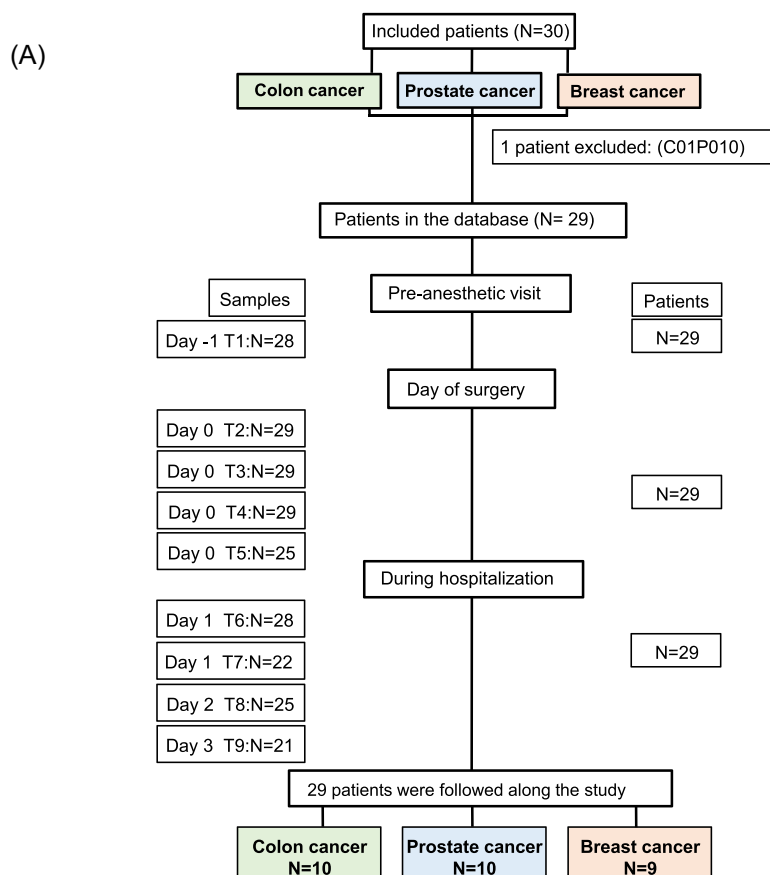 (A)
Included patients (N=30)
Colon cancer
Prostate cancer
Breast cancer
1 patient excluded: (C01P010)
Patients in the database (N= 29)
Pre-anesthetic visit
Samples
Patients
Day -1 T1:N=28
N=29
Day of surgery
Day 0 T2:N=29
Day 0 T3:N=29
N=29
Day 0 T4:N=29
Day 0 T5:N=25
During hospitalization
Day 1 T6:N=28
Day 1 T7:N=22
N=29
Day 2 T8:N=25
Day 3 T9:N=21
29 patients were followed along the study
Colon cancer
N=10
Prostate cancer
N=10
Breast cancer
N=9